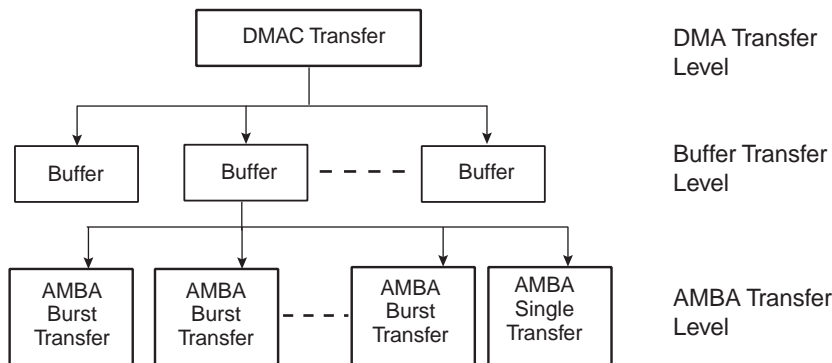 DMAC Transfer
DMA Transfer
Level
Buffer
Buffer
Buffer
Buffer Transfer
Level
AMBA
Burst
Transfer
AMBA
Burst
Transfer
AMBA
Burst
Transfer
AMBA
Single
Transfer
AMBA Transfer
Level